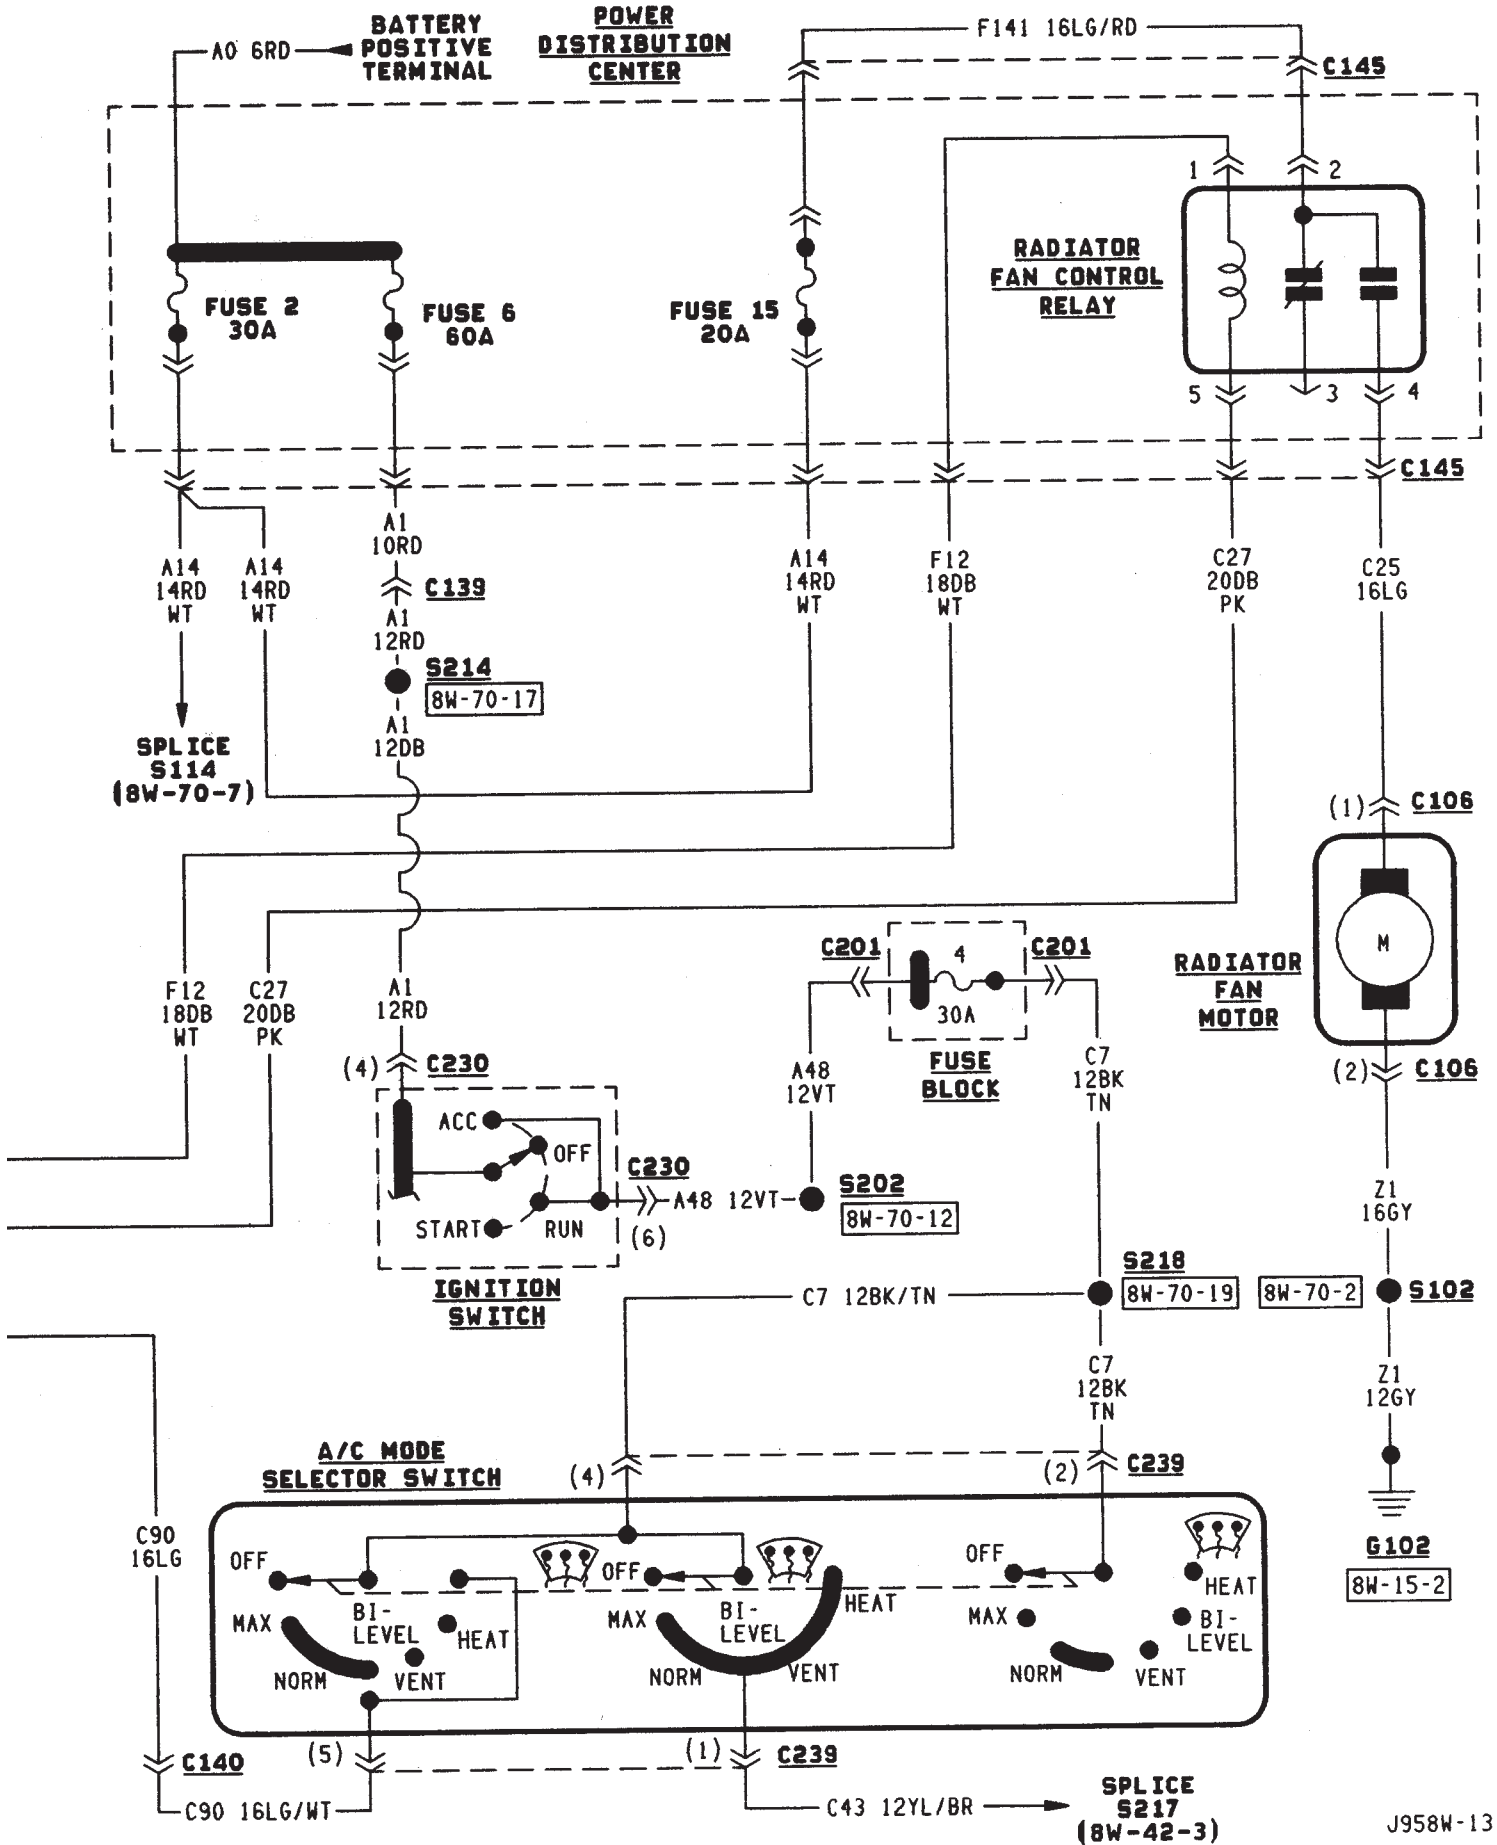 BATTERY
POSITIVE
TERMINAL
A0 6RD
POWER
DISTRIBUTION
CENTER
F141 16LG/RD
C145
1
2
RADIATOR
FAN CONTROL
RELAY
FUSE 2
30A
FUSE 6
60A
FUSE 15
20A
5
3
4
C145
A14
14RD
WT
A14
14RD
WT
A1
10RD
C139
A1
12RD
S214
8W-70-17
A1
12DB
A14
14RD
WT
F12
18DB
WT
C27
20DB
PK
C25
16LG
SPLICE
S114
(8W-70-7)
(1)
C106
M
RADIATOR
FAN
MOTOR
(2)
C106
F12
18DB
WT
C27
20DB
PK
A1
12RD
(4)
C230
C201
4
30A
C201
FUSE
BLOCK
A48
12VT
C7
12BK
TN
ACC
OFF
START
RUN
C230
(6)
A48 12VT
S202
8W-70-12
IGNITION
SWITCH
Z1
16GY
C7 12BK/TN
S218
8W-70-19
8W-70-2
S102
C7
12BK
TN
Z1
12GY
G102
8W-15-2
A/C MODE
SELECTOR SWITCH
(4)
(2)
C239
C90
16LG
OFF
MAX
NORM
BI-
LEVEL
VENT
HEAT
OFF
MAX
NORM
BI-
LEVEL
VENT
HEAT
OFF
MAX
NORM
VENT
BI-
LEVEL
HEAT
C140
(5)
(1)
C239
C90 16LG/WT
C43 12YL/BR
SPLICE
S217
(8W-42-3)
J958W-13